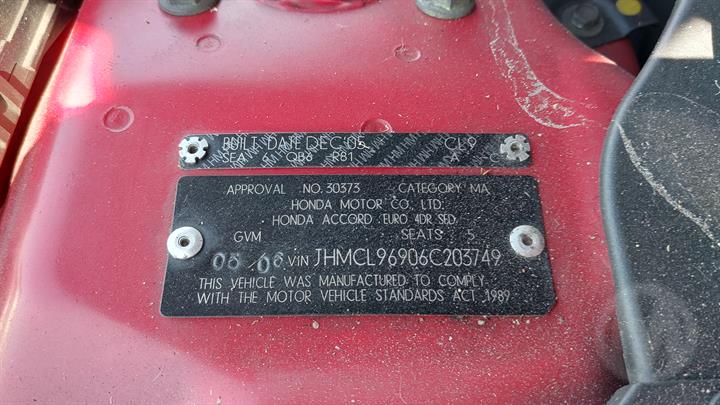 BUILT DATE DEC 05 CL9
SEA 5 QB3 R81 A
APPROVAL NO. 30373 CATEGORY MA
HONDA MOTOR CO. LTD.
HONDA ACCORD EURO 4DR SED
GVM SEATS 5
05 06 VIN JHMCL96906C203749
THIS VEHICLE WAS MANUFACTURED TO COMPLY
WITH THE MOTOR VEHICLE STANDARDS ACT 1989